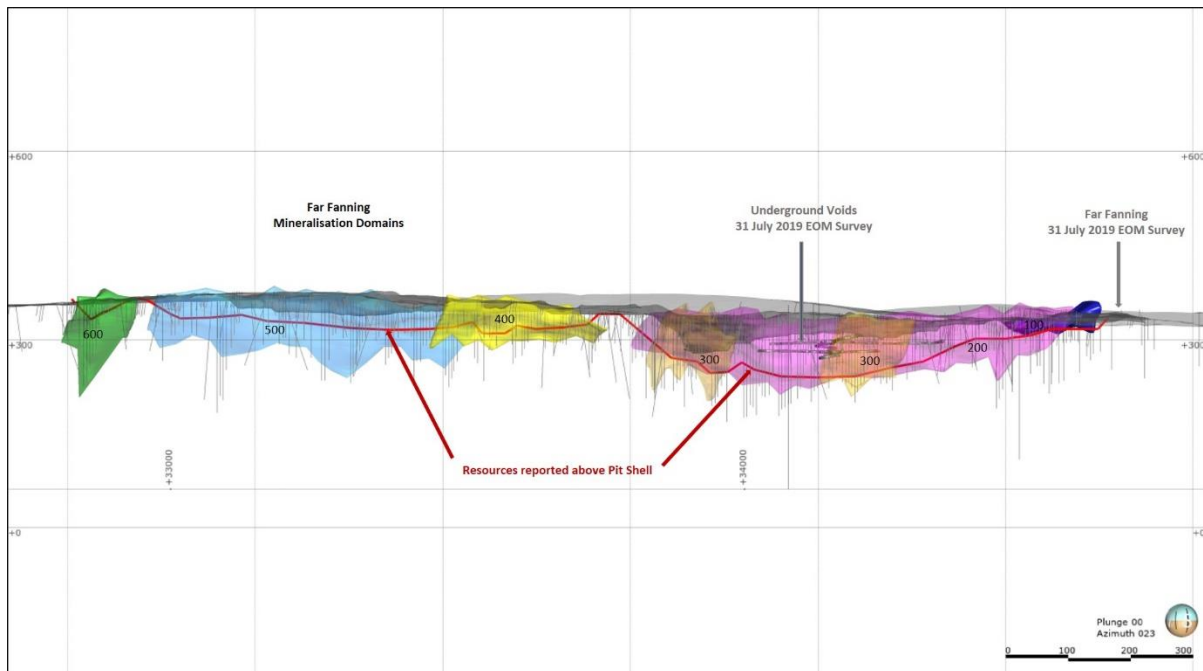 +600
+600
Far Fanning
Mineralisation Domains
Underground Voids
31 July 2019 EOM Survey
Far Fanning
31 July 2019 EOM Survey
600
500
400
300
300
200
100
+300
+300
Resources reported above Pit Shell
+33000
+34000
+0
+0
Plunge 00
Azimuth 023
0 100 200 300